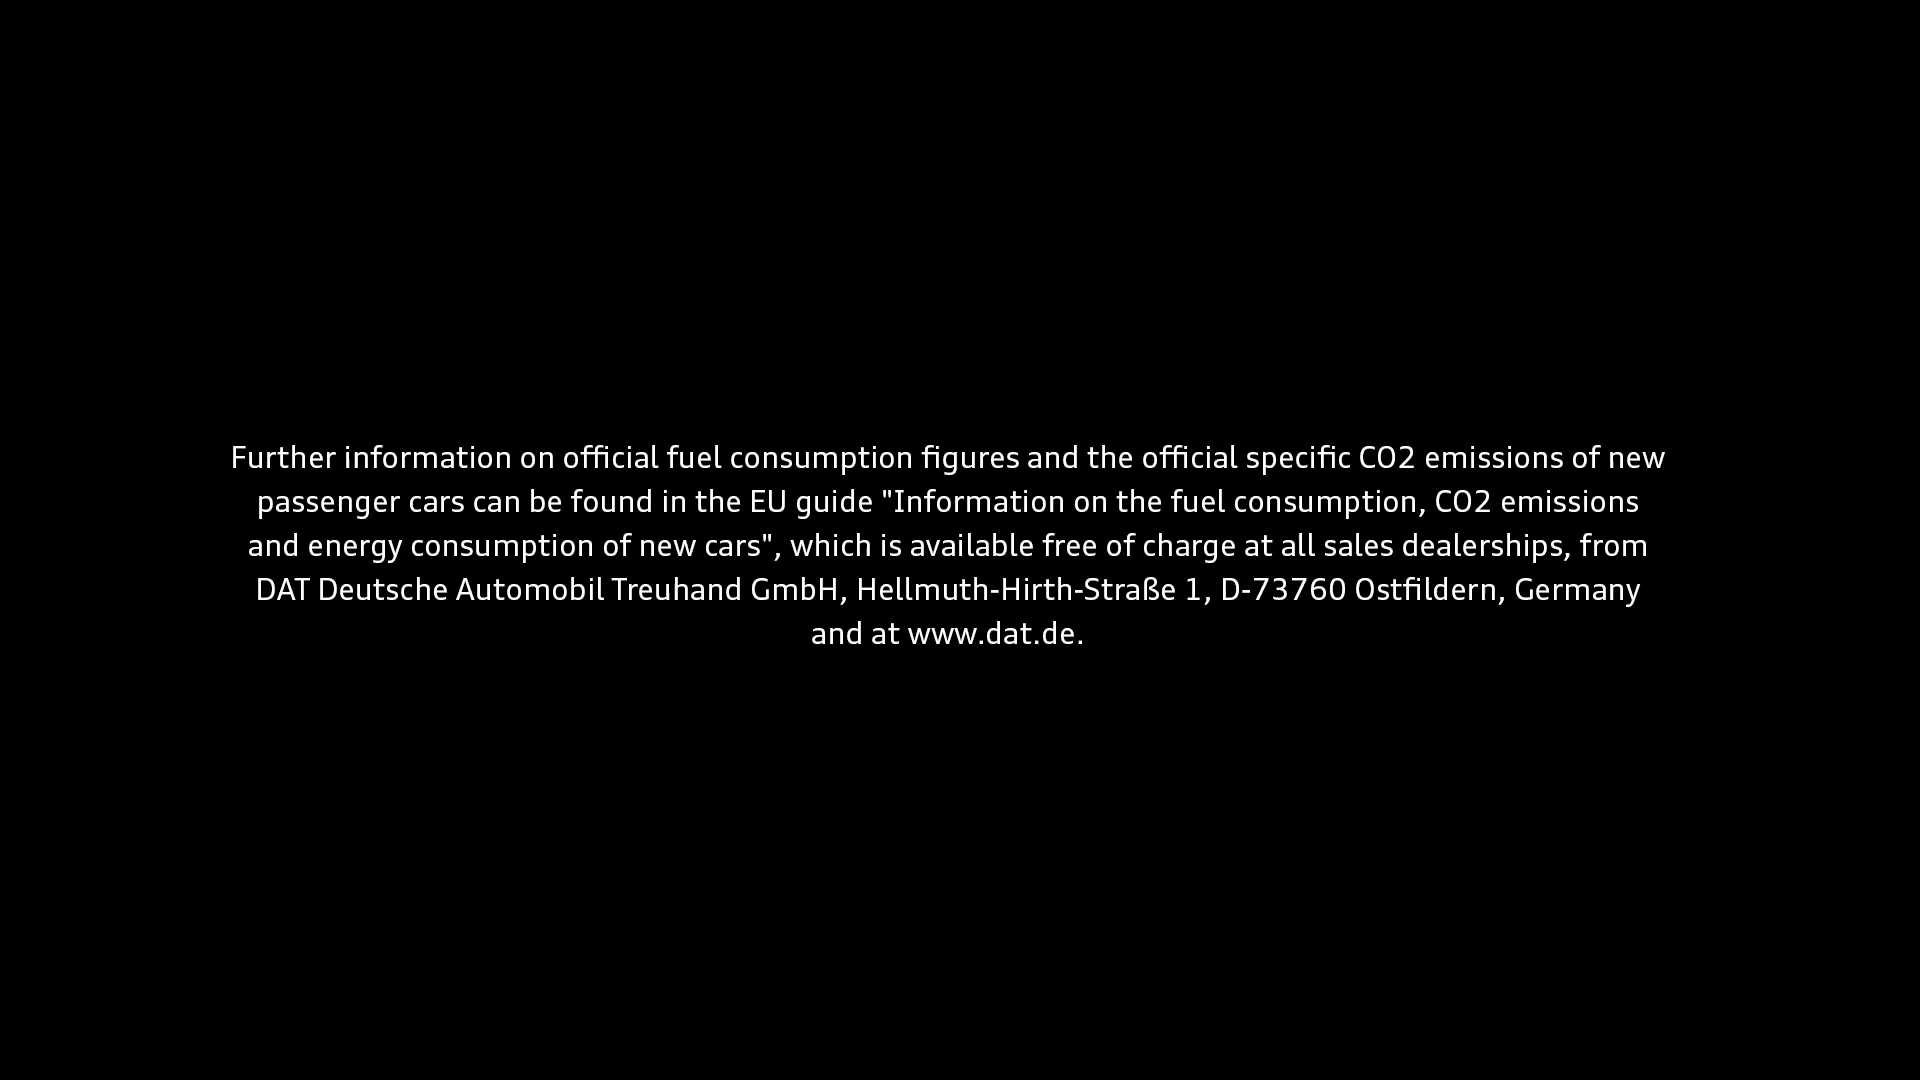 Further information on official fuel consumption figures and the official specific CO2 emissions of new
passenger cars can be found in the EU guide "Information on the fuel consumption, CO2 emissions
and energy consumption of new cars", which is available free of charge at all sales dealerships, from
DAT Deutsche Automobil Treuhand GmbH, Hellmuth-Hirth-Straße 1, D-73760 Ostfildern, Germany
and at www.dat.de.